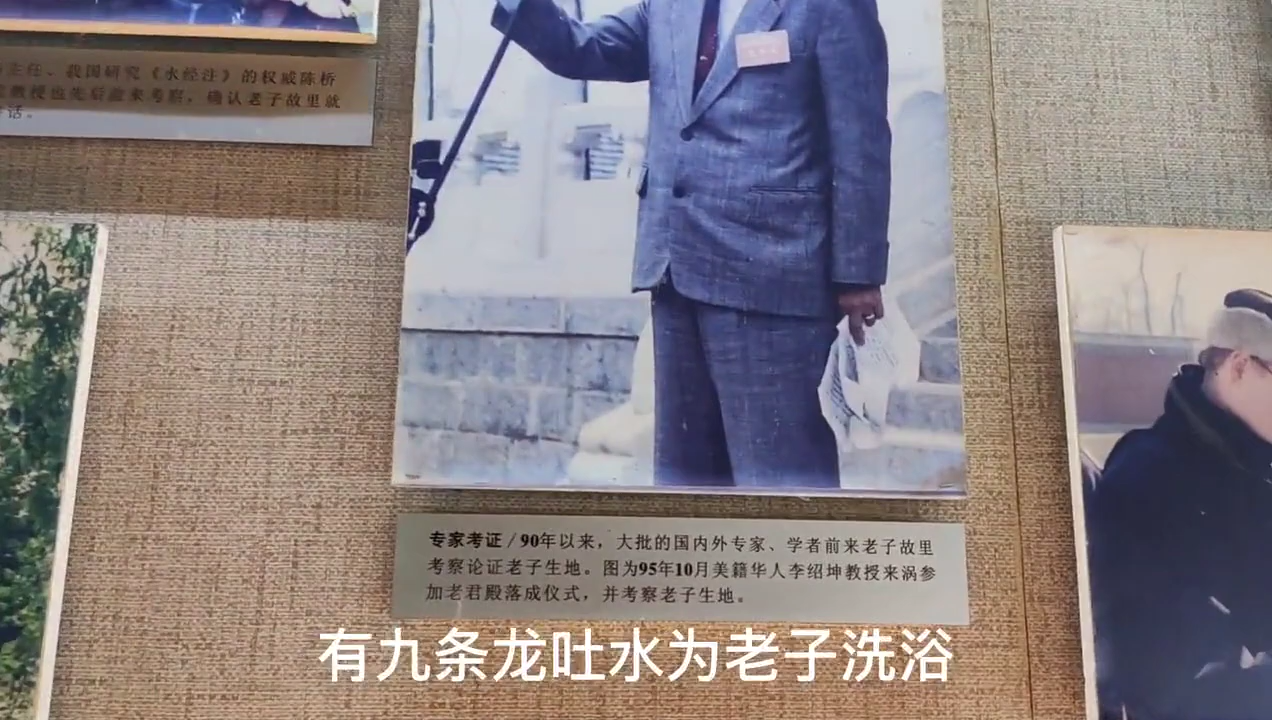 主任、我国研究《水经注》的权威陈桥
教授也先后前来考察，确认老子故里就
话。
专家考证 / 90年以来，大批的国内外专家、学者前来老子故里
考察论证老子生地。图为95年10月美籍华人李绍坤教授来涡参
加老君殿落成仪式，并考察老子生地。
有九条龙吐水为老子洗浴